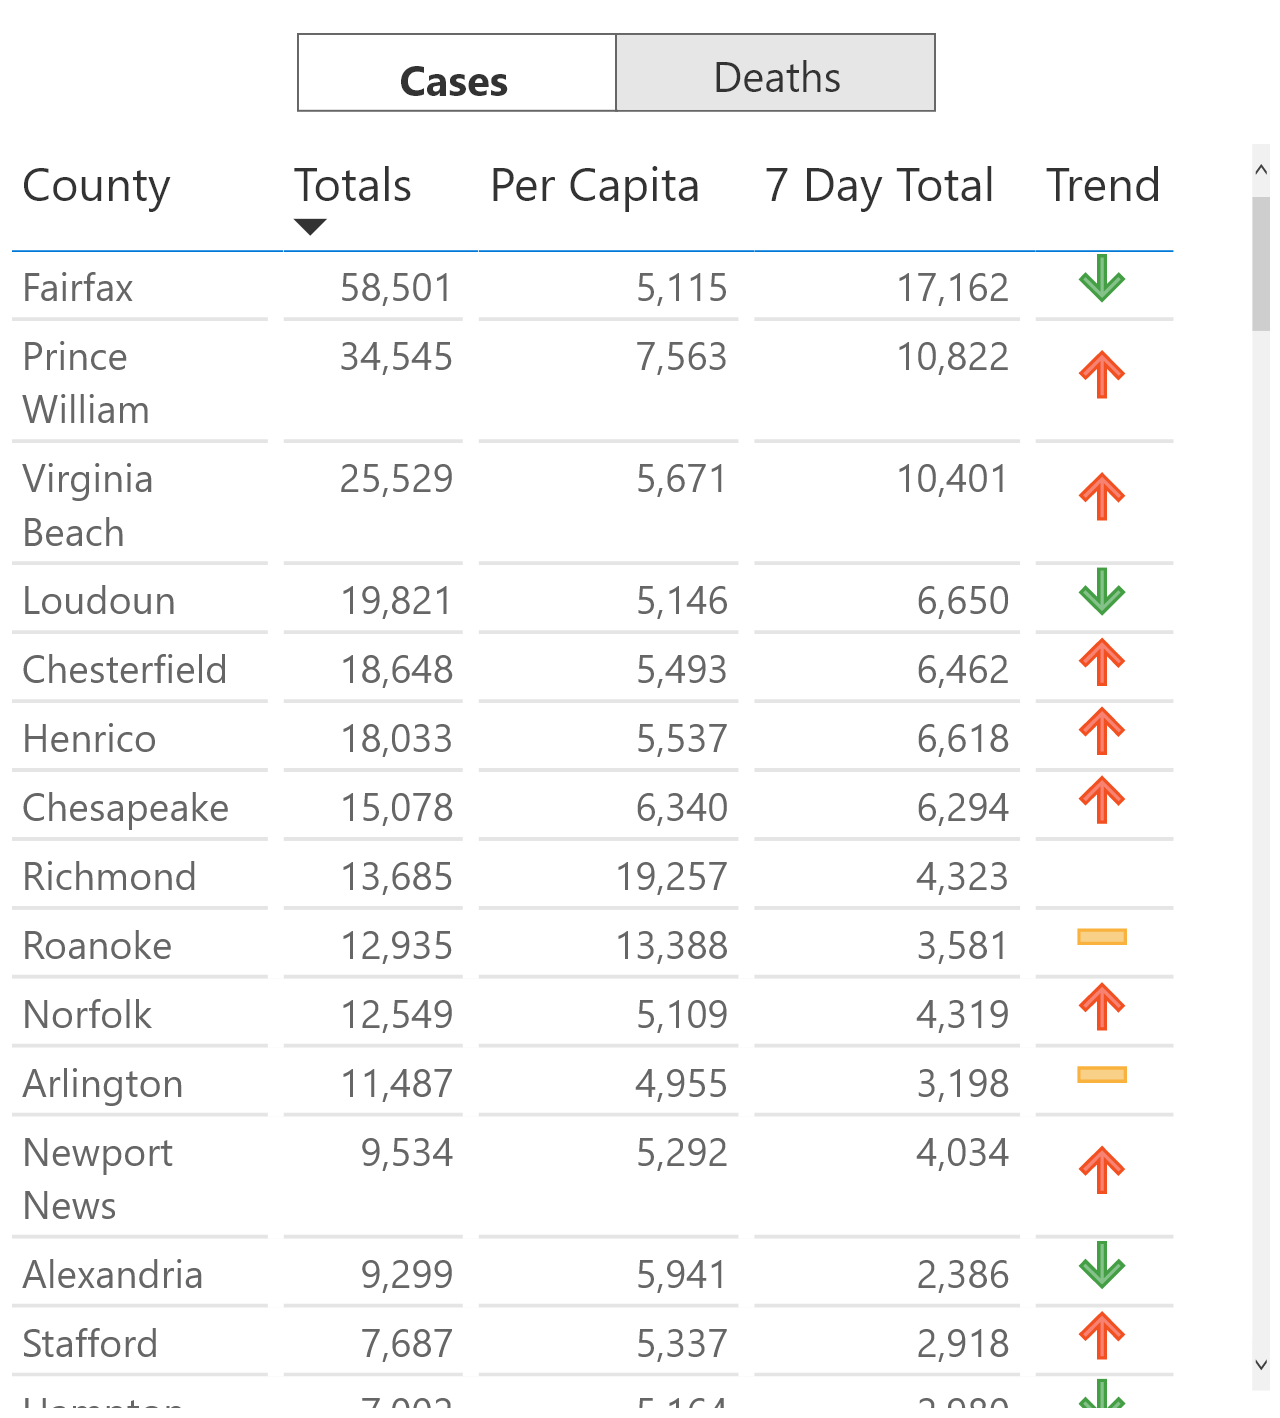 Cases Deaths
County Totals Per Capita 7 Day Total Trend
Fairfax 58,501 5,115 17,162
Prince 34,545 7,563 10,822
William
Virginia 25,529 5,671 10,401
Beach
Loudoun 19,821 5,146 6,650
Chesterfield 18,648 5,493 6,462
Henrico 18,033 5,537 6,618
Chesapeake 15,078 6,340 6,294
Richmond 13,685 19,257 4,323
Roanoke 12,935 13,388 3,581
Norfolk 12,549 5,109 4,319
Arlington 11,487 4,955 3,198
Newport 9,534 5,292 4,034
News
Alexandria 9,299 5,941 2,386
Stafford 7,687 5,337 2,918
Hampton